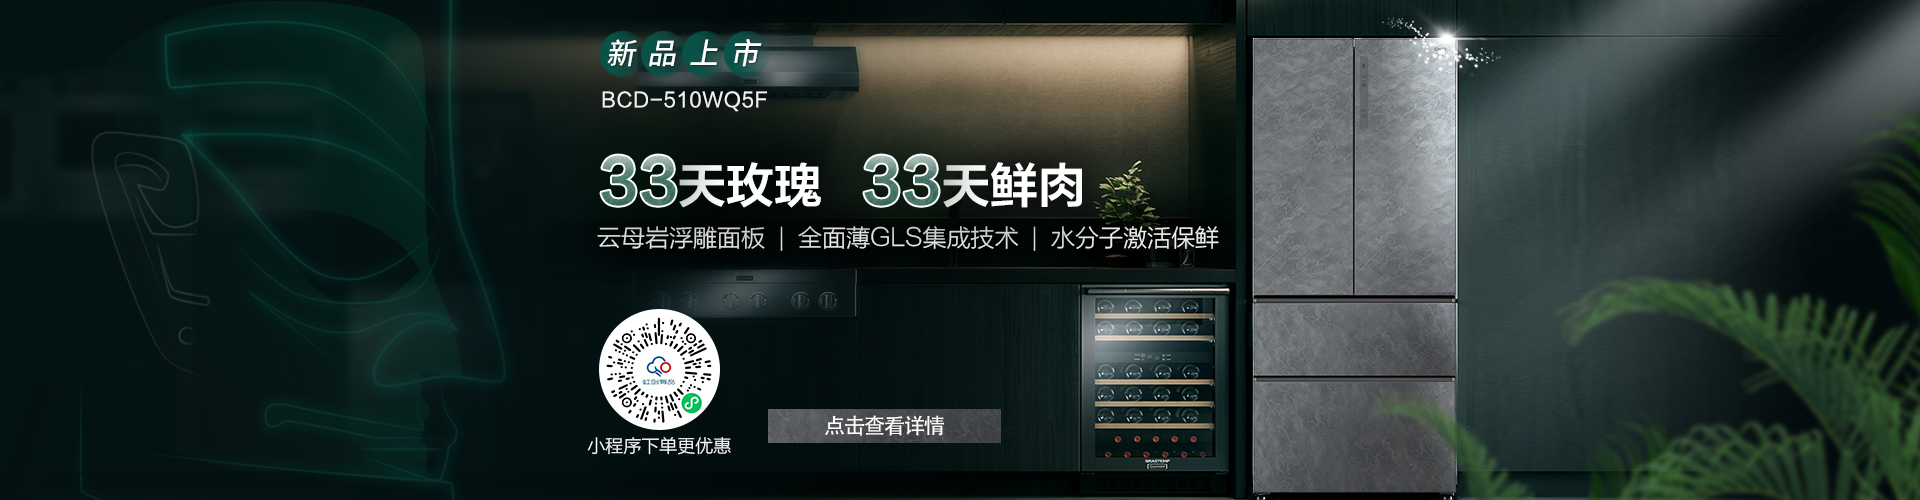 新品上市
BCD-510WQ5F
33天玫瑰 33天鲜肉
云母岩浮雕面板 | 全面薄GLS集成技术 | 水分子激活保鲜
小程序下单更优惠
点击查看详情
BRASTEMP